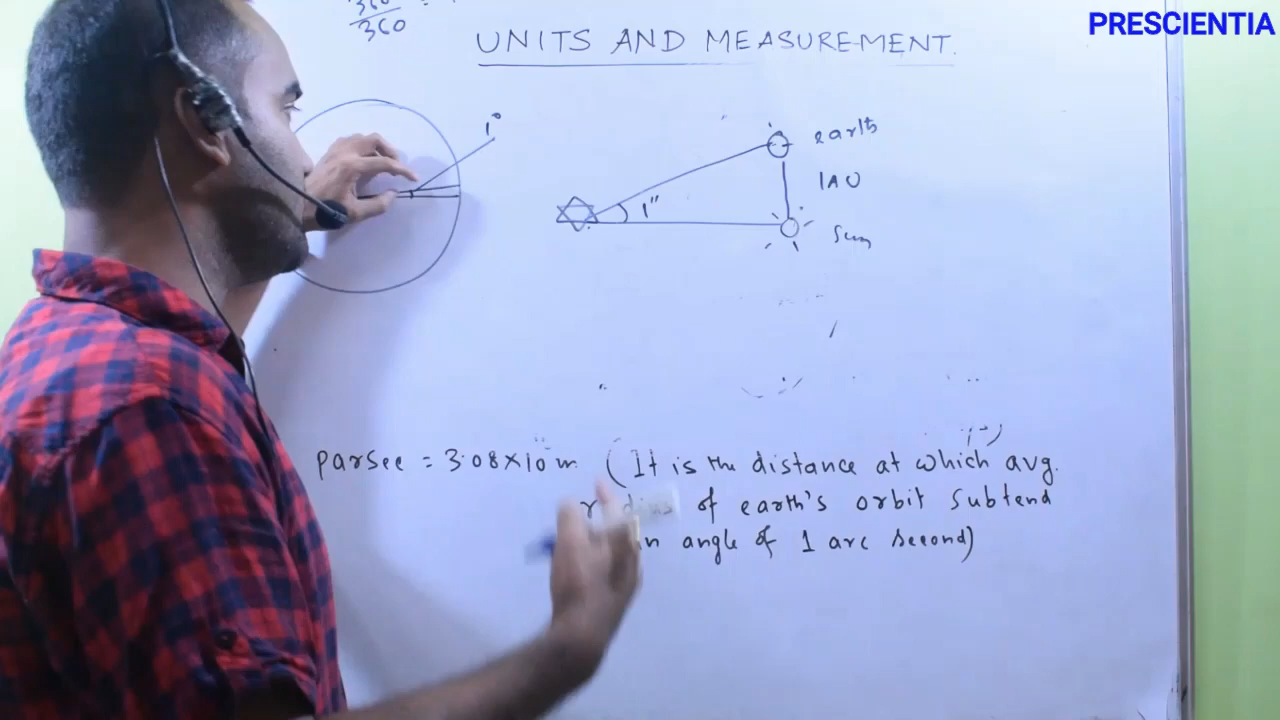 PRESCIENTIA
360
360
UNITS AND MEASUREMENT.
1°
earth
1AU
1"
Sun
Parsec = 3.08×10 m (It is the distance at which avg.
of earth's orbit Subtend
angle of 1 arc second)